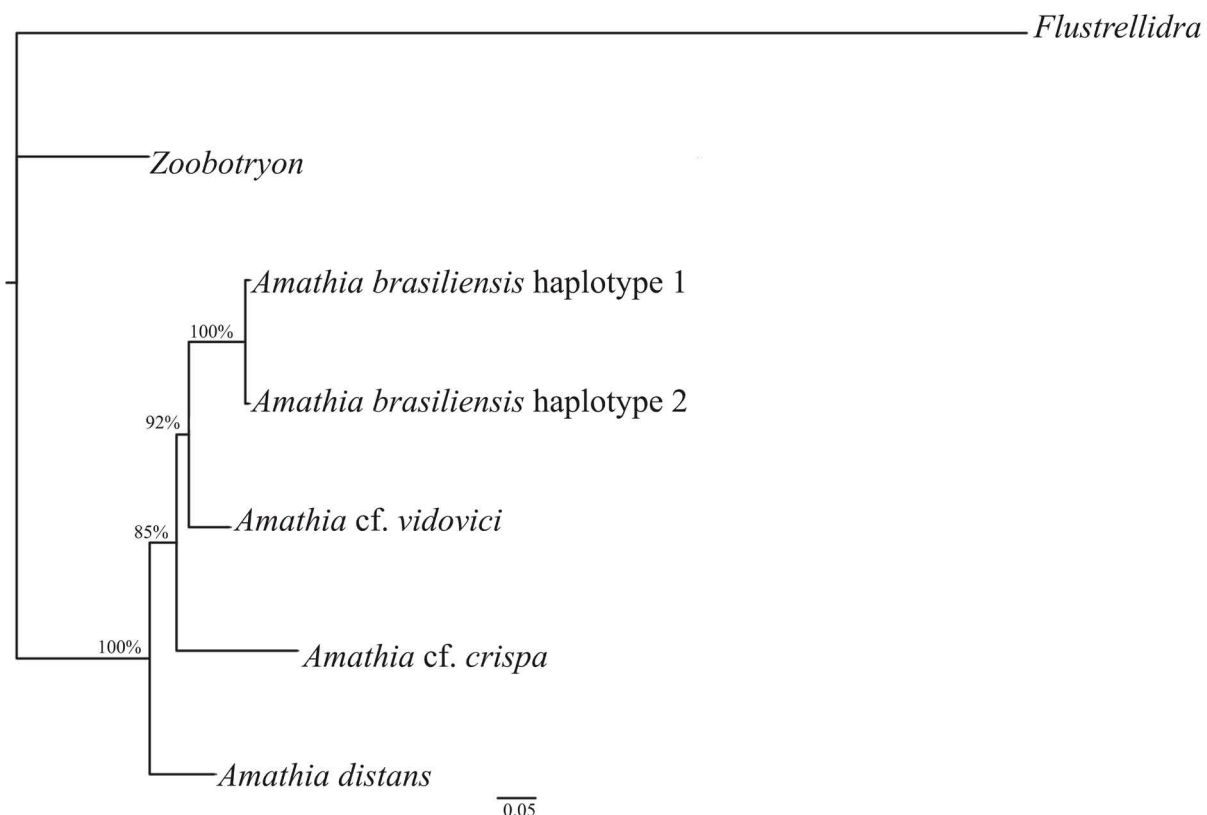 Flustrellidra
Zoobotryon
Amathia brasiliensis haplotype 1
100%
Amathia brasiliensis haplotype 2
92%
Amathia cf. vidovici
85%
100%
Amathia cf. crispa
Amathia distans
0.05